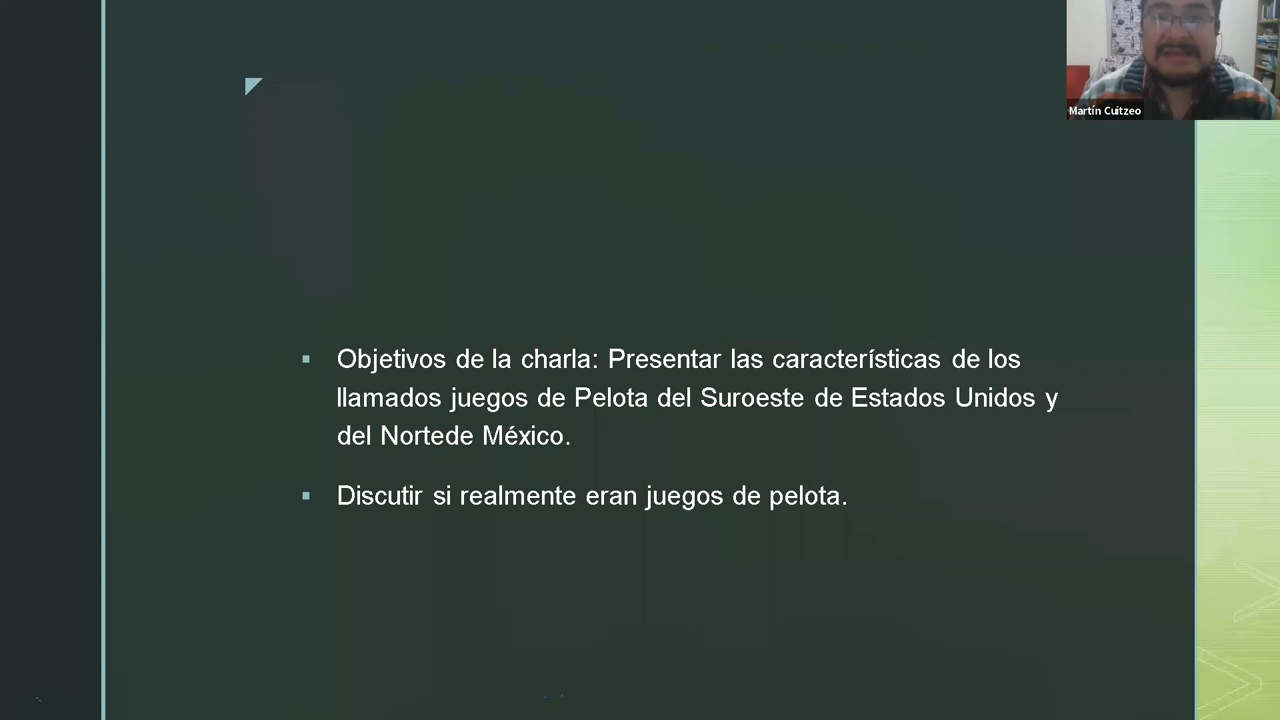 Martín Cuitzeo
Objetivos de la charla: Presentar las características de los
llamados juegos de Pelota del Suroeste de Estados Unidos y
del Nortede México.
Discutir si realmente eran juegos de pelota.